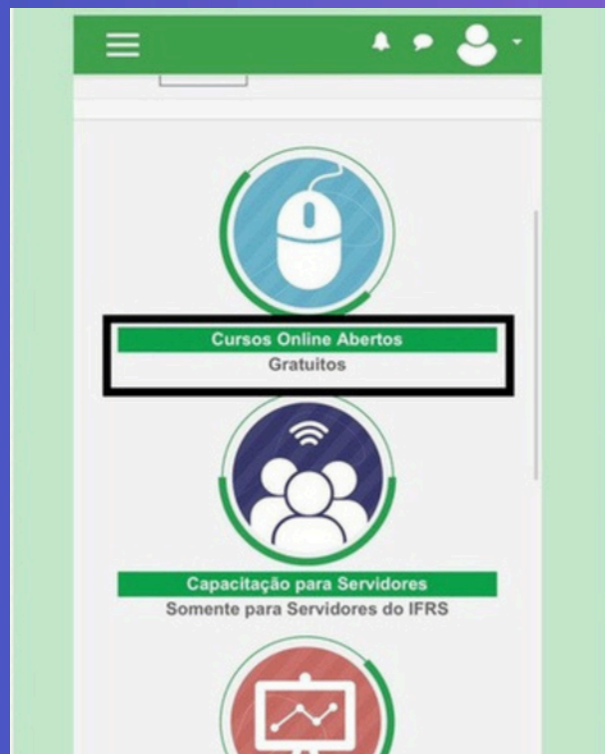 Cursos Online Abertos
Gratuitos
Capacitação para Servidores
Somente para Servidores do IFRS